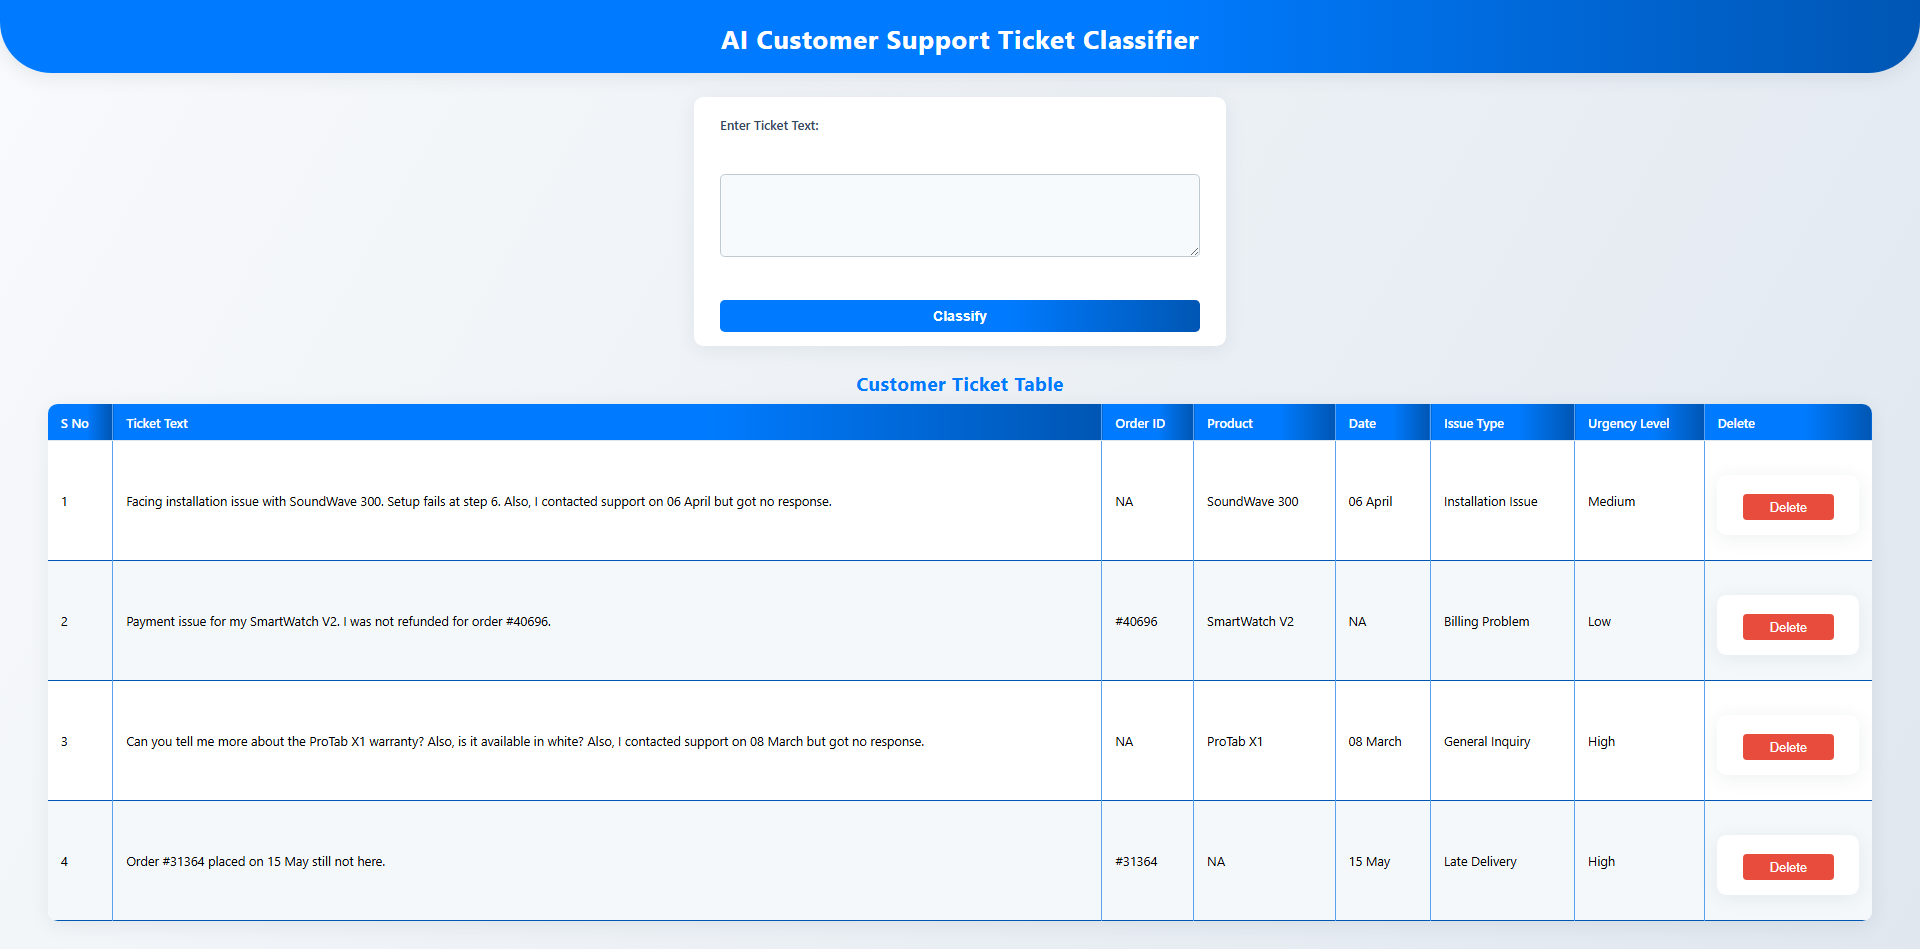 AI Customer Support Ticket Classifier
Enter Ticket Text:
Classify
Customer Ticket Table
S No Ticket Text Order ID Product Date Issue Type Urgency Level Delete
1 Facing installation issue with SoundWave 300. Setup fails at step 6. Also, I contacted support on 06 April but got no response. NA SoundWave 300 06 April Installation Issue Medium Delete
2 Payment issue for my SmartWatch V2. I was not refunded for order #40696. #40696 SmartWatch V2 NA Billing Problem Low Delete
3 Can you tell me more about the ProTab X1 warranty? Also, is it available in white? Also, I contacted support on 08 March but got no response. NA ProTab X1 08 March General Inquiry High Delete
4 Order #31364 placed on 15 May still not here. #31364 NA 15 May Late Delivery High Delete